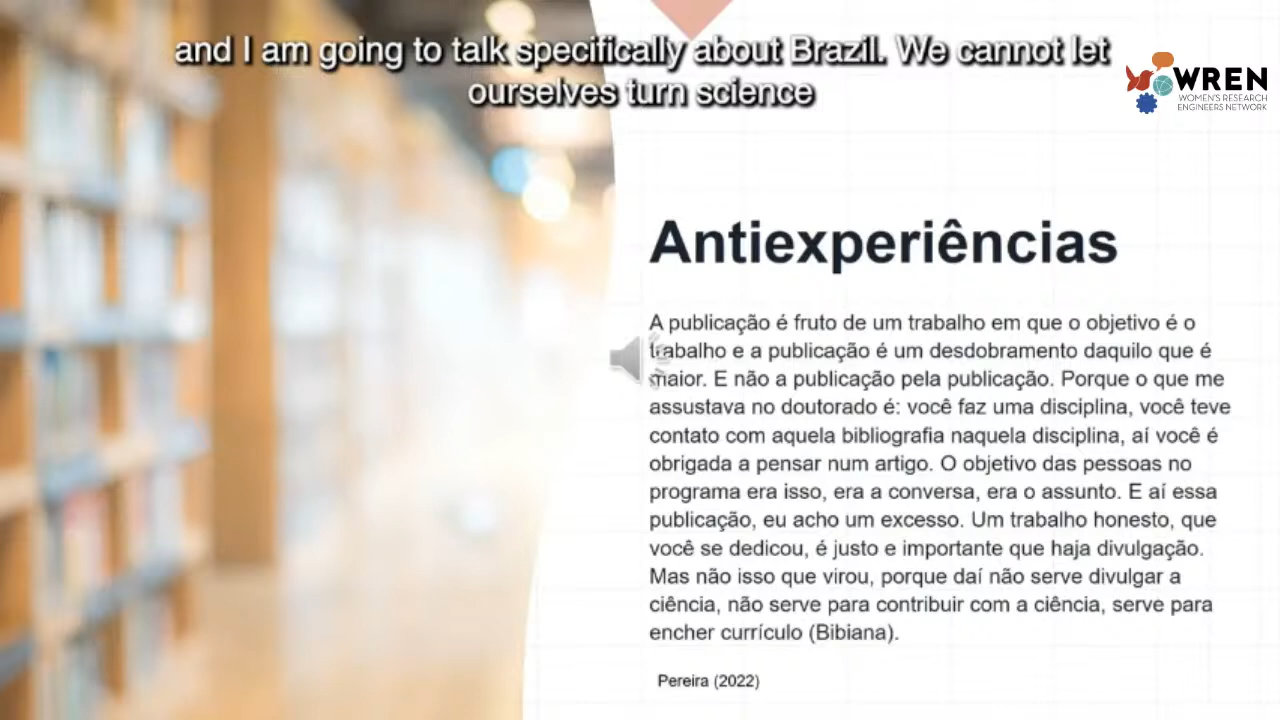 and I am going to talk specifically about Brazil. We cannot let
ourselves turn science
WREN
WOMEN'S RESEARCH
ENGINEERS NETWORK
Antiexperiências
A publicação é fruto de um trabalho em que o objetivo é o
trabalho e a publicação é um desdobramento daquilo que é
maior. E não a publicação pela publicação. Porque o que me
assustava no doutorado é: você faz uma disciplina, você teve
contato com aquela bibliografia naquela disciplina, aí você é
obrigada a pensar num artigo. O objetivo das pessoas no
programa era isso, era a conversa, era o assunto. E aí essa
publicação, eu acho um excesso. Um trabalho honesto, que
você se dedicou, é justo e importante que haja divulgação.
Mas não isso que virou, porque daí não serve divulgar a
ciência, não serve para contribuir com a ciência, serve para
encher currículo (Bibiana).
Pereira (2022)